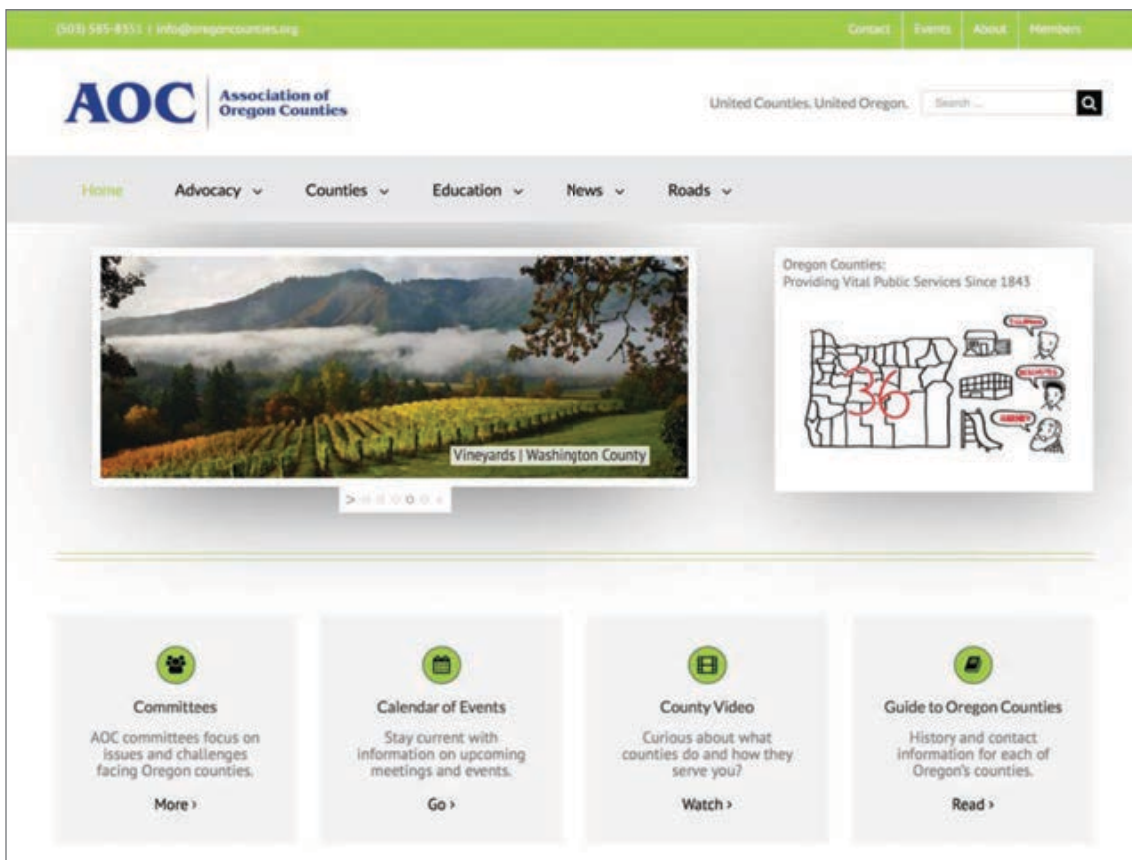 (503) 585-8351 | info@oregoncounties.org
Contact
Events
About
Members
AOC
Association of
Oregon Counties
United Counties. United Oregon.
Search ...
Home
Advocacy
Counties
Education
News
Roads
Vineyards | Washington County
Oregon Counties:
Providing Vital Public Services Since 1843
36
Committees
AOC committees focus on
issues and challenges
facing Oregon counties.
More ›
Calendar of Events
Stay current with
information on upcoming
meetings and events.
Go ›
County Video
Curious about what
counties do and how they
serve you?
Watch ›
Guide to Oregon Counties
History and contact
information for each of
Oregon's counties.
Read ›